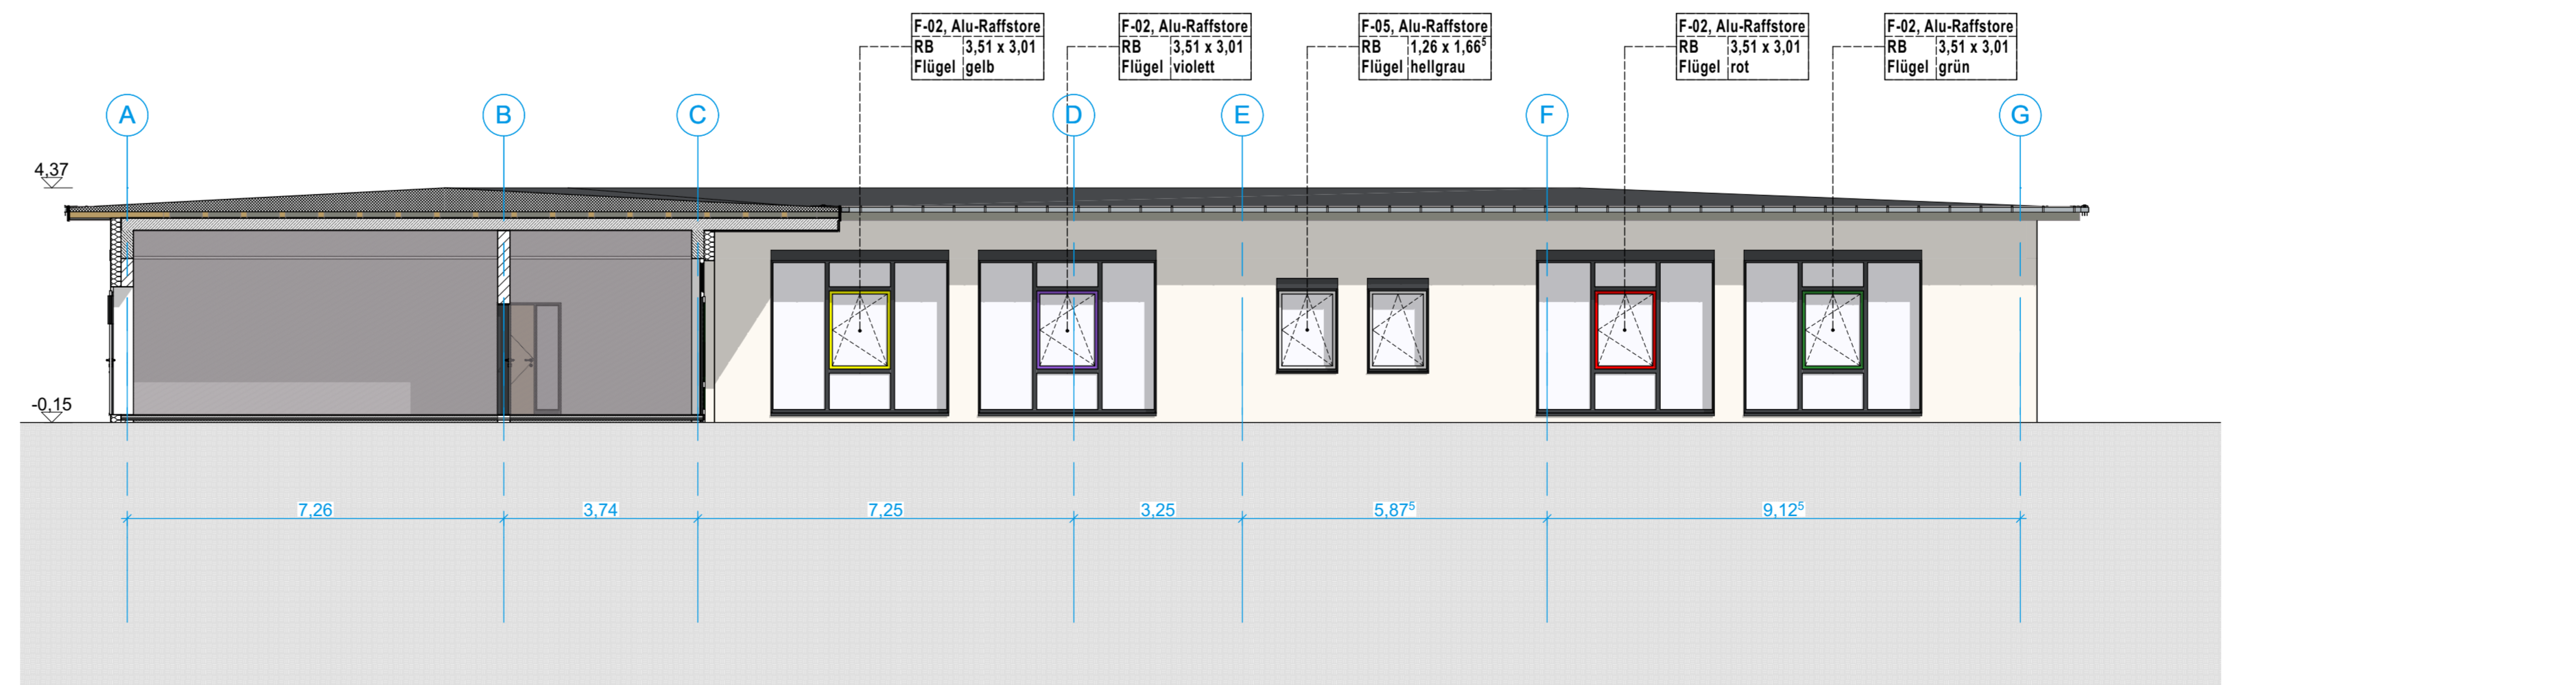 F-02, Alu-Raffstore
RB 3,51 x 3,01
Flügel gelb
F-02, Alu-Raffstore
RB 3,51 x 3,01
Flügel violett
F-05, Alu-Raffstore
RB 1,26 x 1,66⁵
Flügel hellgrau
F-02, Alu-Raffstore
RB 3,51 x 3,01
Flügel rot
F-02, Alu-Raffstore
RB 3,51 x 3,01
Flügel grün
A B C D E F G
4,37
-0,15
7,26 3,74 7,25 3,25 5,87⁵ 9,12⁵